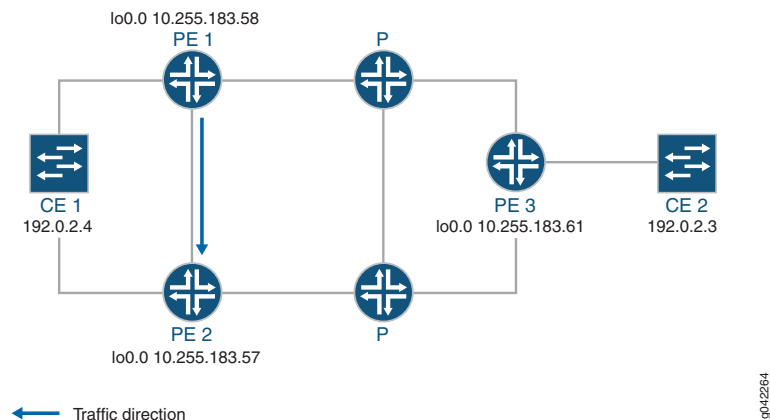 lo0.0 10.255.183.58
PE 1
P
CE 1
192.0.2.4
PE 3
lo0.0 10.255.183.61
CE 2
192.0.2.3
PE 2
lo0.0 10.255.183.57
P
Traffic direction
g042264